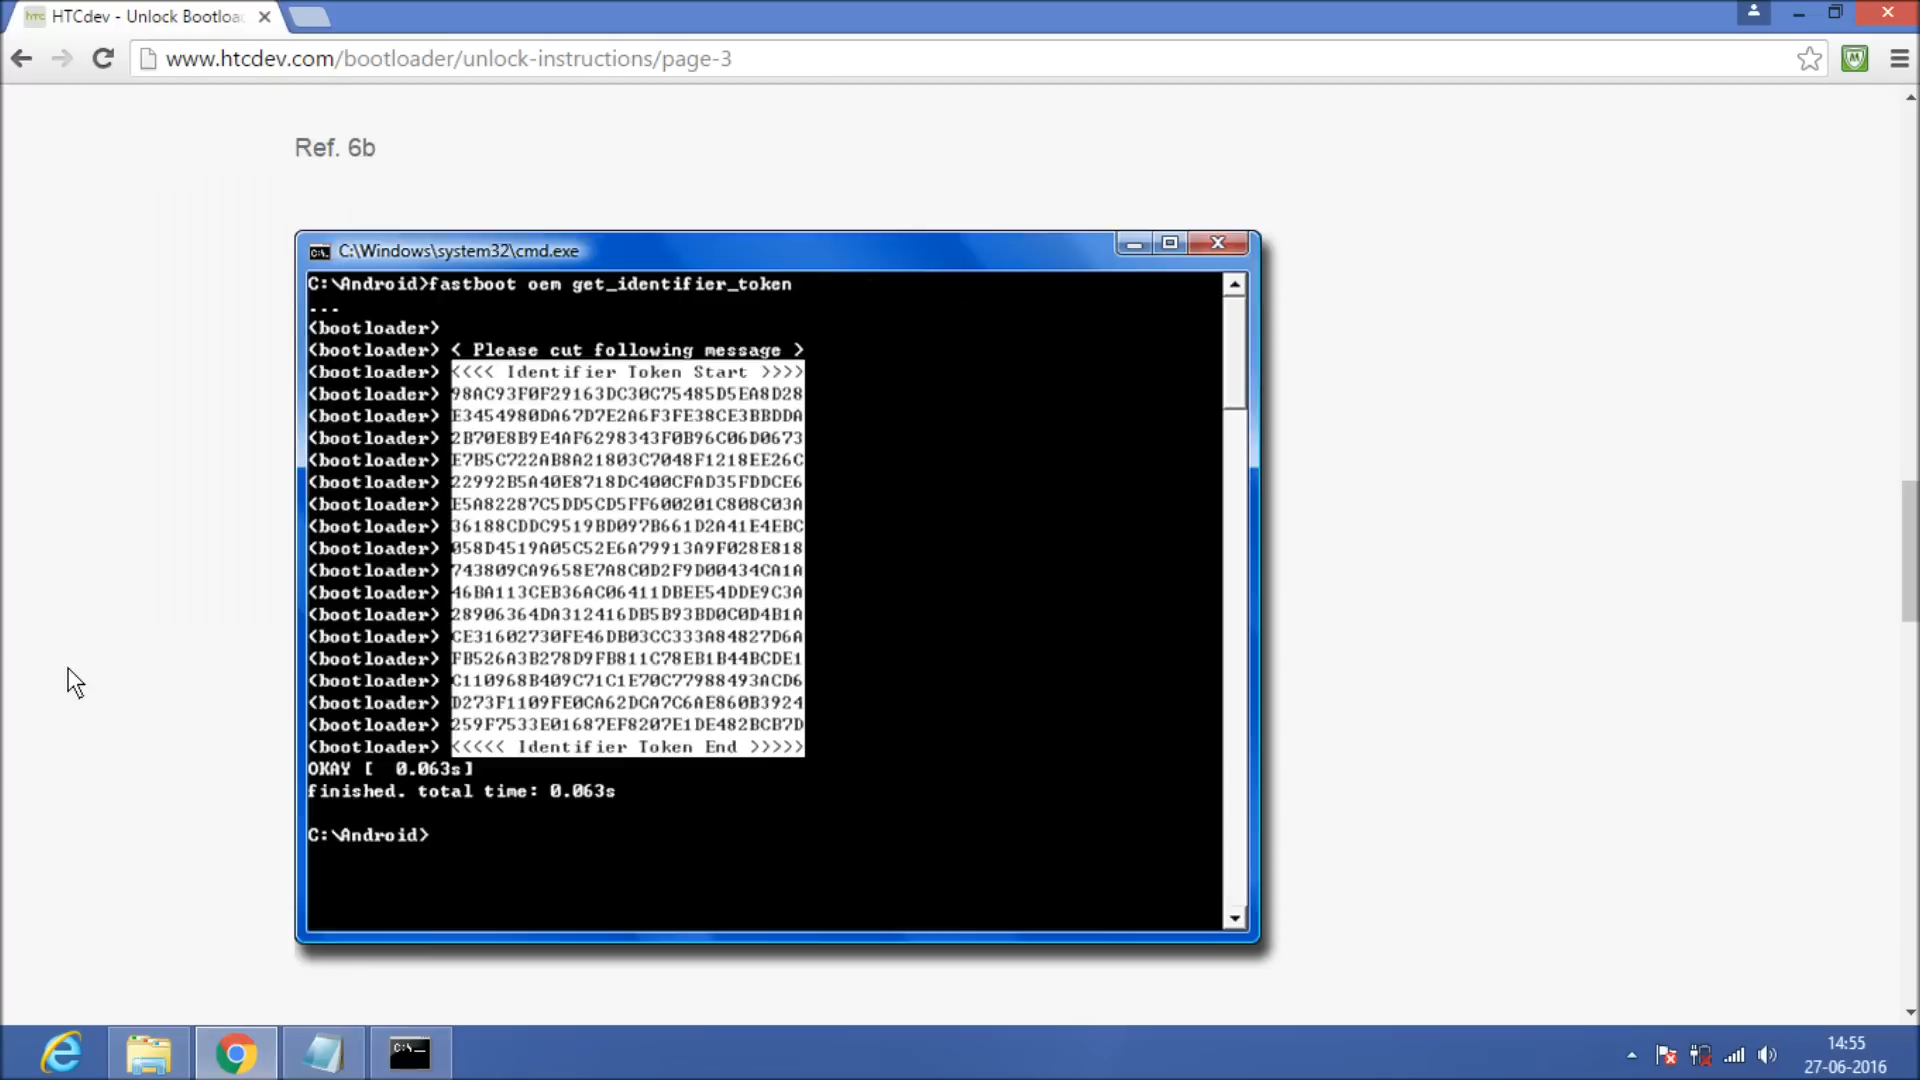 HTCdev - Unlock Bootloa
www.htcdev.com/bootloader/unlock-instructions/page-3
Ref. 6b
C:\Windows\system32\cmd.exe
C:\Android>fastboot oem get_identifier_token
...
<bootloader>
<bootloader> < Please cut following message >
<bootloader> <<<< Identifier Token Start >>>>
<bootloader> 98AC93F0F29163DC30C75485D5EA8D28
<bootloader> E3454980DA67D7E2A6F3FE38CE3BBDDA
<bootloader> 2B70E8B9E4AF6298343F0B96C06D0673
<bootloader> E7B5C722AB8A21803C7048F1218EE26C
<bootloader> 22992B5A40E8718DC400CFAD35FDDCE6
<bootloader> E5A82287C5DD5CD5FF600201C808C03A
<bootloader> 36188CDDC9519BD097B661D2A41E4EBC
<bootloader> 058D4519A05C52E6A79913A9F028E818
<bootloader> 743809CA9658E7A8C0D2F9D00434CA1A
<bootloader> 46BA113CEB36AC06411DBEE54DDE9C3A
<bootloader> 28906364DA312416DB5B93BD0C0D4B1A
<bootloader> CE31602730FE46DB03CC333A84827D6A
<bootloader> FB526A3B278D9FB811C78EB1B44BCDE1
<bootloader> C110968B409C71C1E70C77988493ACD6
<bootloader> D273F1109FE0CA62DCA7C6AE860B3924
<bootloader> 259F7533E01687EF8207E1DE482BCB7D
<bootloader> <<<<< Identifier Token End >>>>>
OKAY [  0.063s]
finished. total time: 0.063s
C:\Android>
14:55
27-06-2016